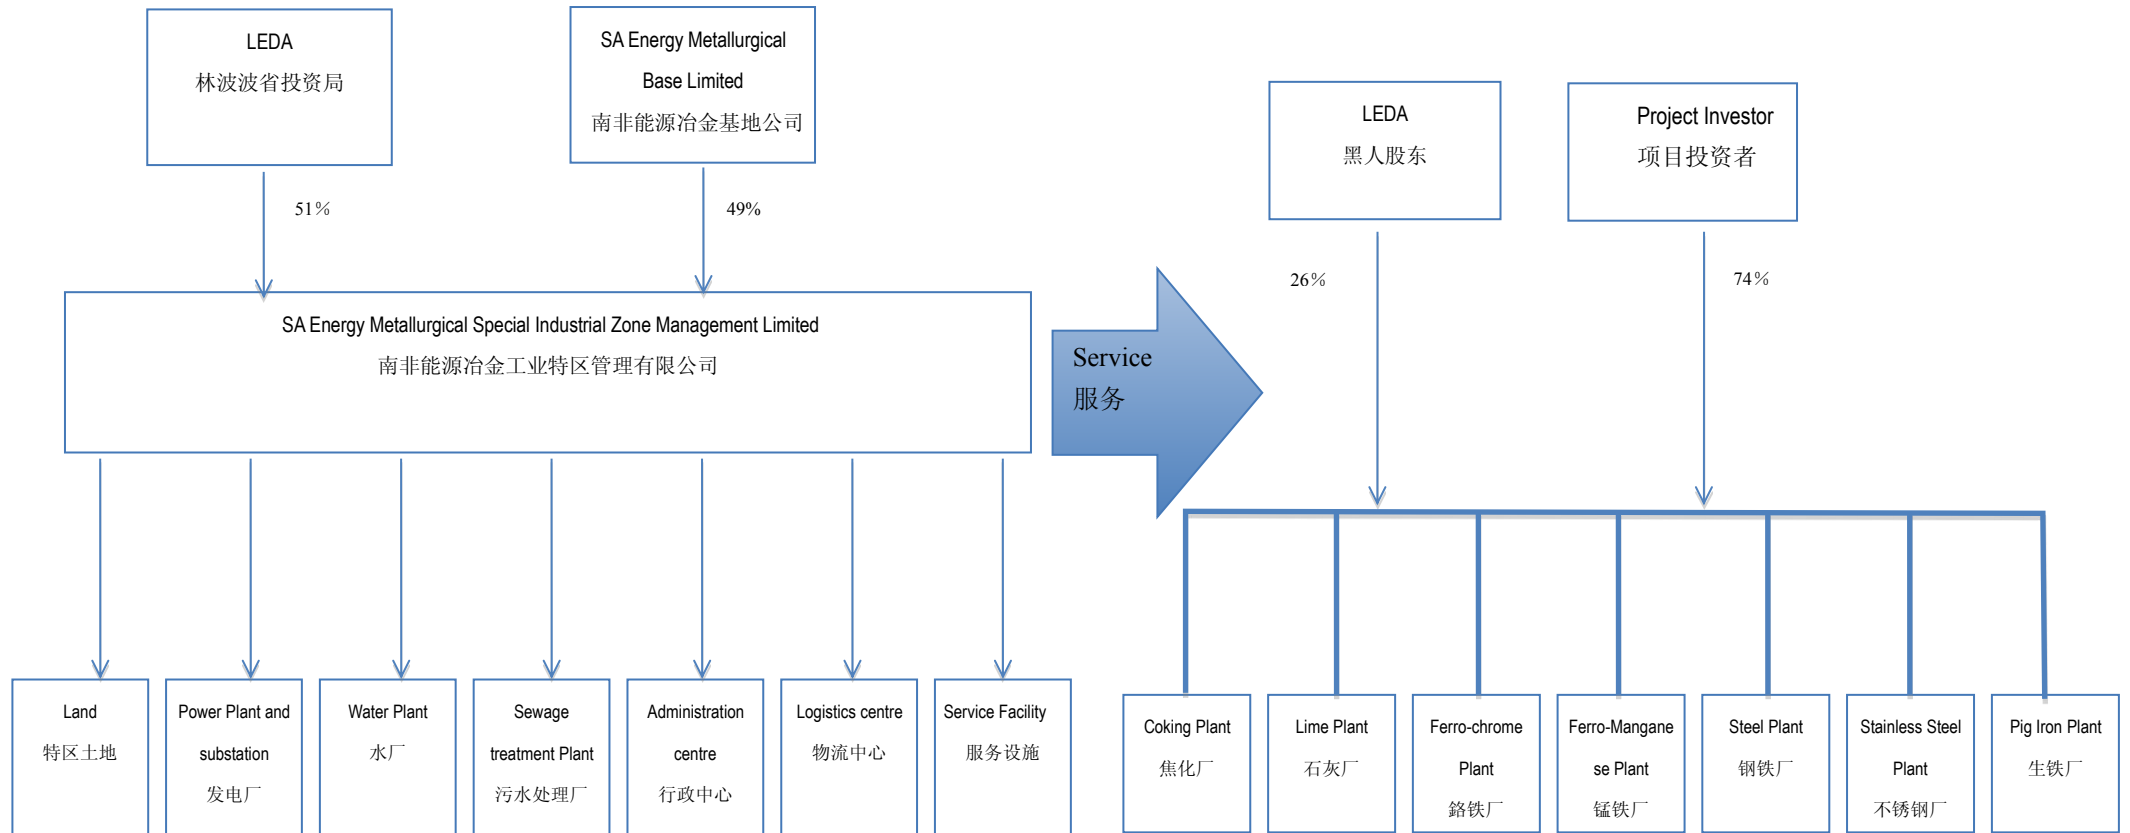 LEDA
林波波省投资局
SA Energy Metallurgical
Base Limited
南非能源冶金基地公司
LEDA
黑人股东
Project Investor
项目投资者
51%
49%
26%
74%
SA Energy Metallurgical Special Industrial Zone Management Limited
南非能源冶金工业特区管理有限公司
Service
服务
Land
特区土地
Power Plant and
substation
发电厂
Water Plant
水厂
Sewage
treatment Plant
污水处理厂
Administration
centre
行政中心
Logistics centre
物流中心
Service Facility
服务设施
Coking Plant
焦化厂
Lime Plant
石灰厂
Ferro-chrome
Plant
鉻铁厂
Ferro-Mangane
se Plant
锰铁厂
Steel Plant
钢铁厂
Stainless Steel
Plant
不锈钢厂
Pig Iron Plant
生铁厂